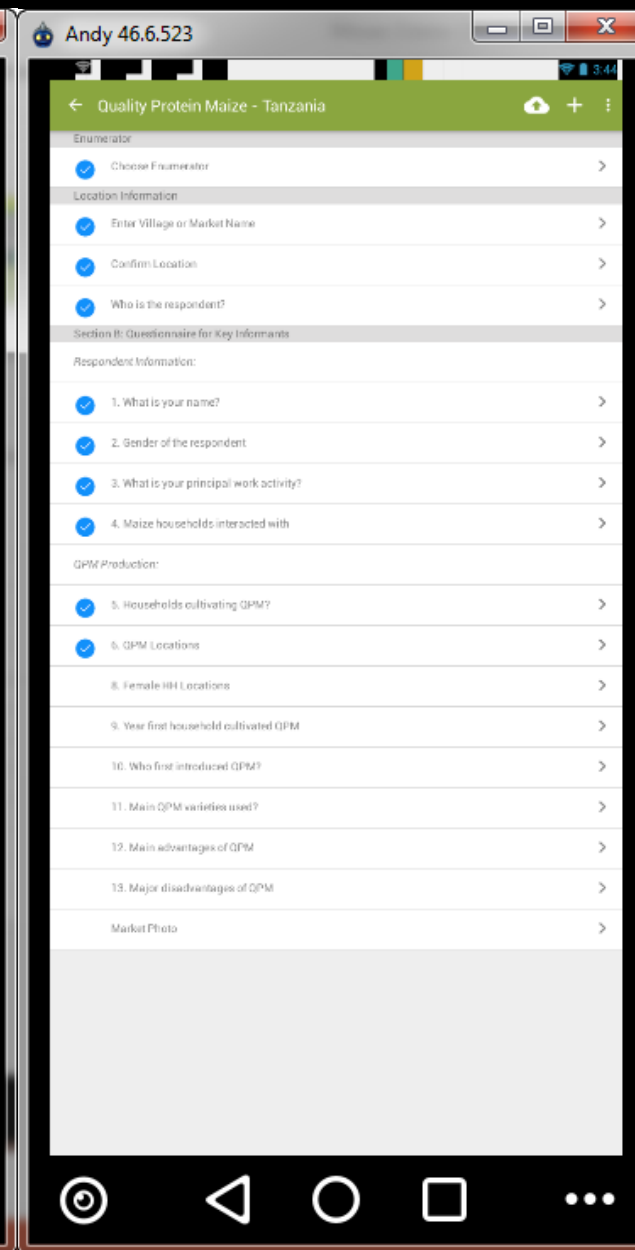 Andy 46.6.523
3:44
Quality Protein Maize - Tanzania
Enumerator
Choose Enumerator
Location Information
Enter Village or Market Name
Confirm Location
Who is the respondent?
Section B: Questionnaire for Key Informants
Respondent Information:
1. What is your name?
2. Gender of the respondent
3. What is your principal work activity?
4. Maize households interacted with
QPM Production:
5. Households cultivating QPM?
6. QPM Locations
8. Female HH Locations
9. Year first household cultivated QPM
10. Who first introduced QPM?
11. Main QPM varieties used?
12. Main advantages of QPM
13. Major disadvantages of QPM
Market Photo